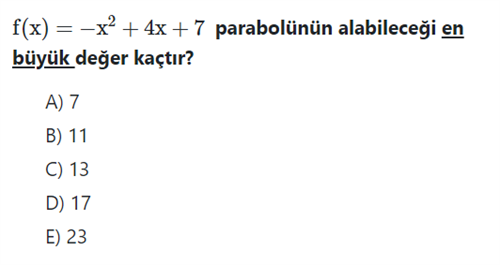 f(x) = −x² + 4x + 7 parabolünün alabileceği en
büyük değer kaçtır?
A) 7
B) 11
C) 13
D) 17
E) 23